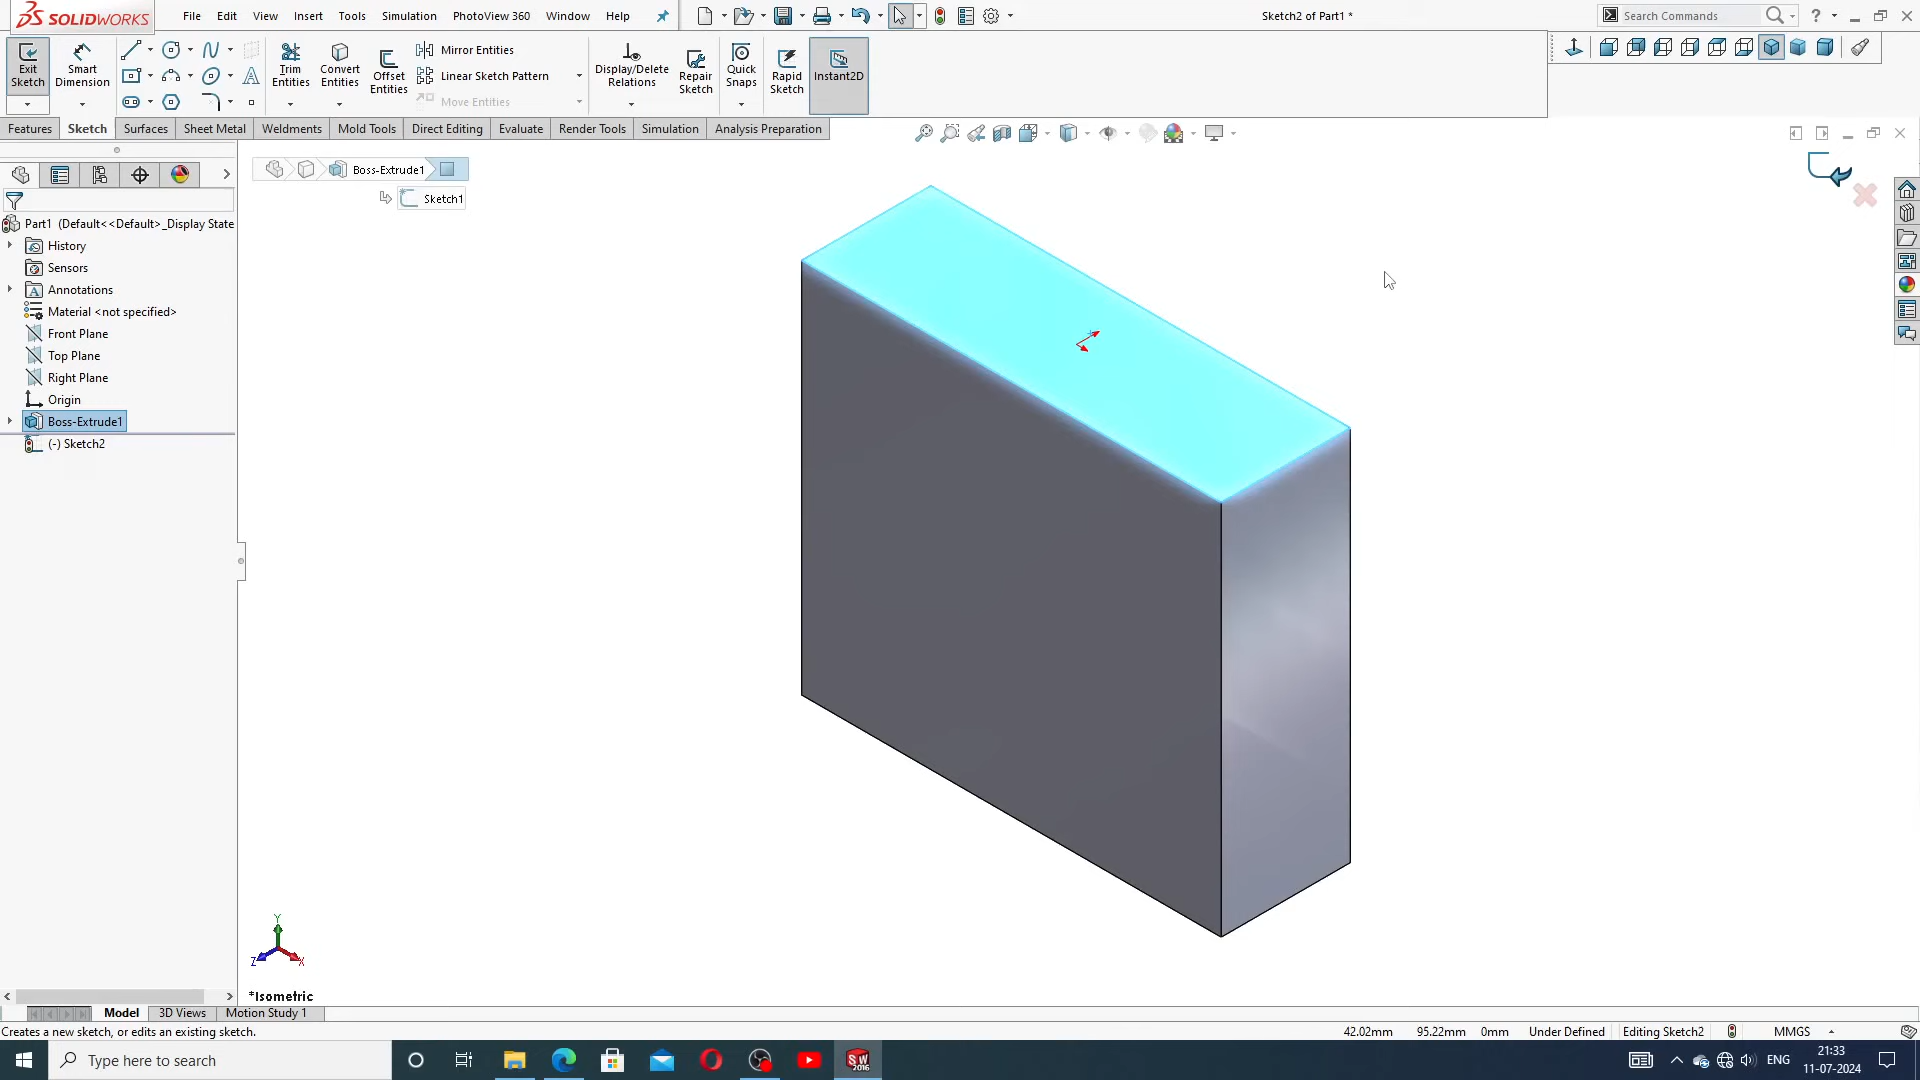 SOLIDWORKS
File Edit View Insert Tools Simulation PhotoView 360 Window Help
Sketch2 of Part1 *
Search Commands
Exit Sketch
Smart Dimension
Trim Entities
Convert Entities
Offset Entities
Mirror Entities
Linear Sketch Pattern
Move Entities
Display/Delete Relations
Repair Sketch
Quick Snaps
Rapid Sketch
Instant2D
Features Sketch Surfaces Sheet Metal Weldments Mold Tools Direct Editing Evaluate Render Tools Simulation Analysis Preparation
Boss-Extrude1
Sketch1
Part1 (Default<<Default>_Display State
History
Sensors
Annotations
Material <not specified>
Front Plane
Top Plane
Right Plane
Origin
Boss-Extrude1
(-) Sketch2
Y
Z
X
*Isometric
Model 3D Views Motion Study 1
Creates a new sketch, or edits an existing sketch.
42.02mm 95.22mm 0mm Under Defined Editing Sketch2 MMGS
Type here to search
SW
2016
ENG
21:33
11-07-2024